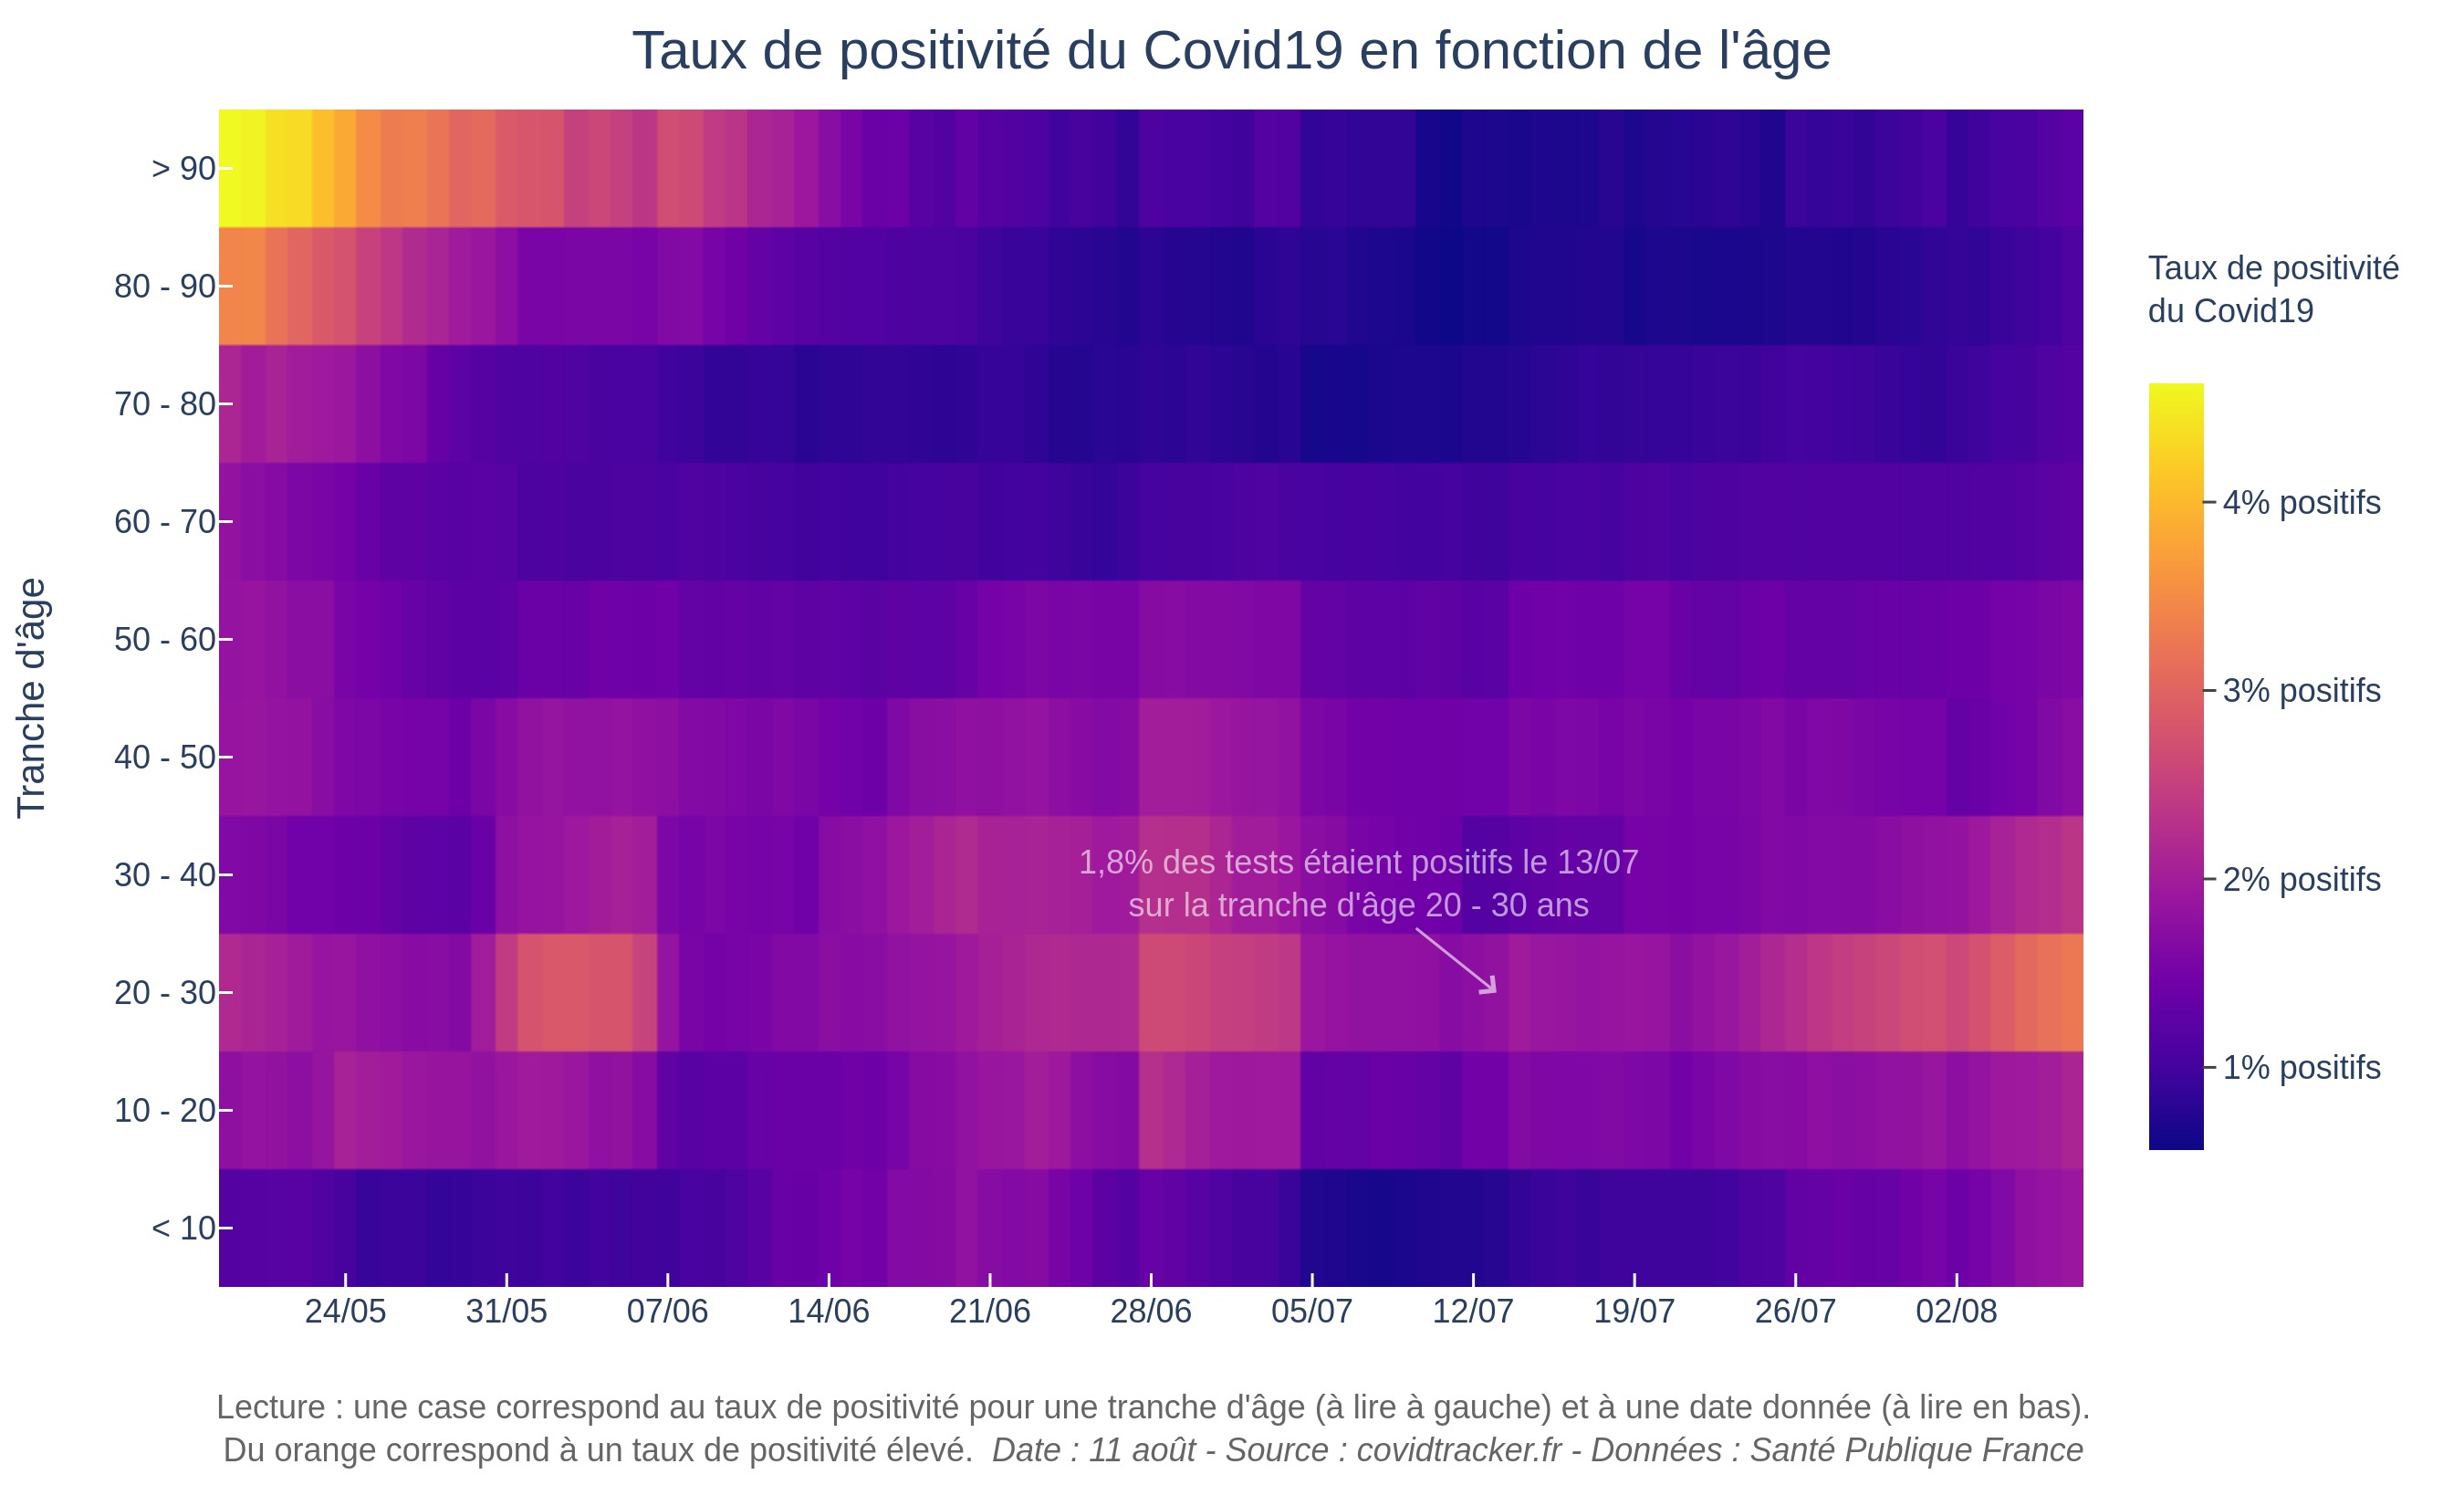 Taux de positivité du Covid19 en fonction de l'âge
> 90
80 - 90
70 - 80
60 - 70
50 - 60
40 - 50
30 - 40
20 - 30
10 - 20
< 10
Tranche d'âge
1,8% des tests étaient positifs le 13/07
sur la tranche d'âge 20 - 30 ans
24/05 31/05 07/06 14/06 21/06 28/06 05/07 12/07 19/07 26/07 02/08
Taux de positivité
du Covid19
4% positifs
3% positifs
2% positifs
1% positifs
Lecture : une case correspond au taux de positivité pour une tranche d'âge (à lire à gauche) et à une date donnée (à lire en bas).
Du orange correspond à un taux de positivité élevé. Date : 11 août - Source : covidtracker.fr - Données : Santé Publique France